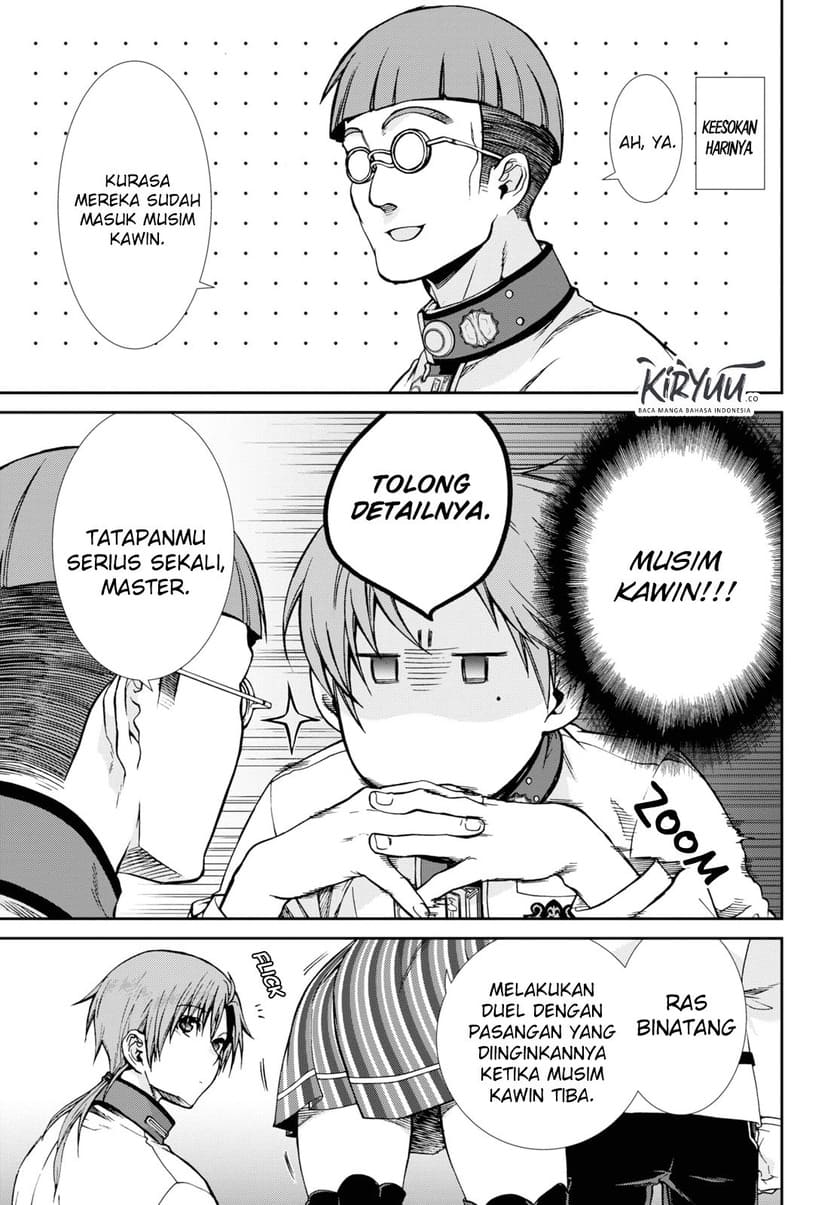 KEESOKAN
HARINYA.
AH, YA.
KURASA
MEREKA SUDAH
MASUK MUSIM
KAWIN.
KIRYUU.CO
BACA MANGA BAHASA INDONESIA
MUSIM
KAWIN!!!
TOLONG
DETAILNYA.
TATAPANMU
SERIUS SEKALI,
MASTER.
ZOOM
RAS
BINATANG
MELAKUKAN
DUEL DENGAN
PASANGAN YANG
DIINGINKANNYA
KETIKA MUSIM
KAWIN TIBA.
FLICK